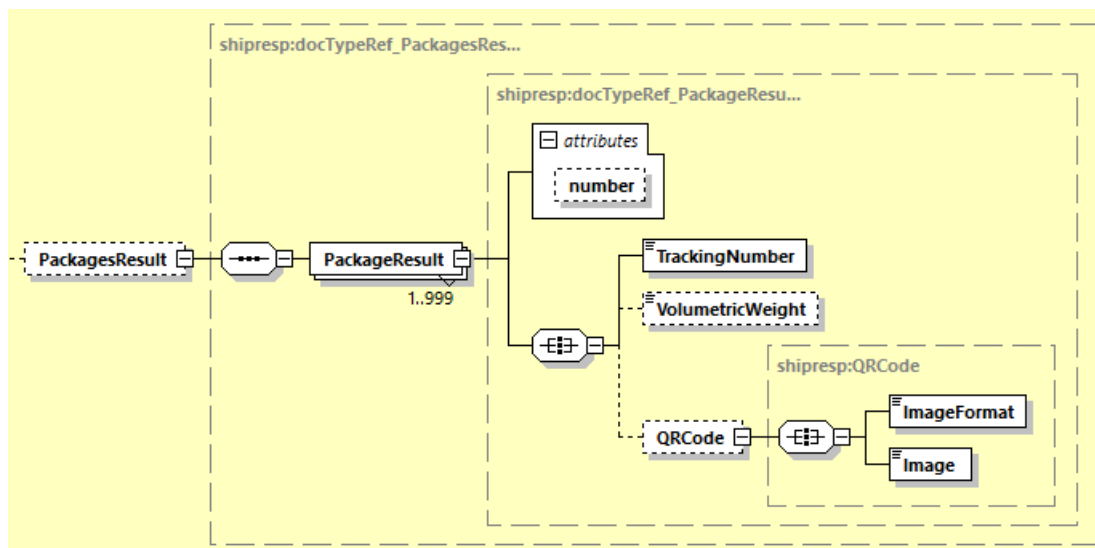 shipresp:docTypeRef_PackagesRes...
shipresp:docTypeRef_PackageResu...
attributes
number
PackagesResult
PackageResult
1..999
TrackingNumber
VolumetricWeight
shipresp:QRCode
QRCode
ImageFormat
Image